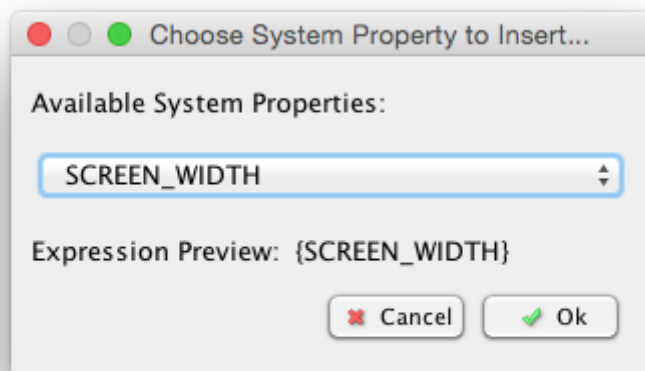 Choose System Property to Insert...
Available System Properties:
SCREEN_WIDTH
Expression Preview: {SCREEN_WIDTH}
Cancel Ok